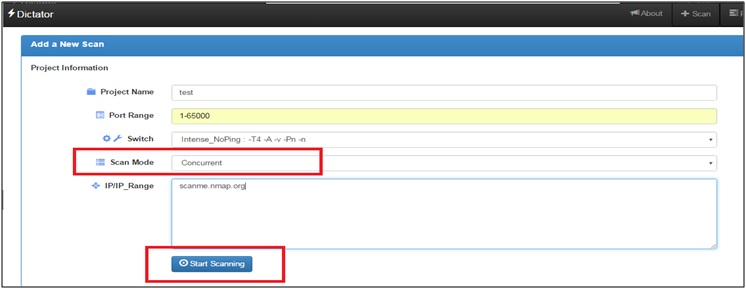 Dictator
About
Scan
Add a New Scan
Project Information
Project Name
test
Port Range
1-65000
Switch
Intense_NoPing : -T4 -A -v -Pn -n
Scan Mode
Concurrent
IP/IP_Range
scanme.nmap.org
Start Scanning